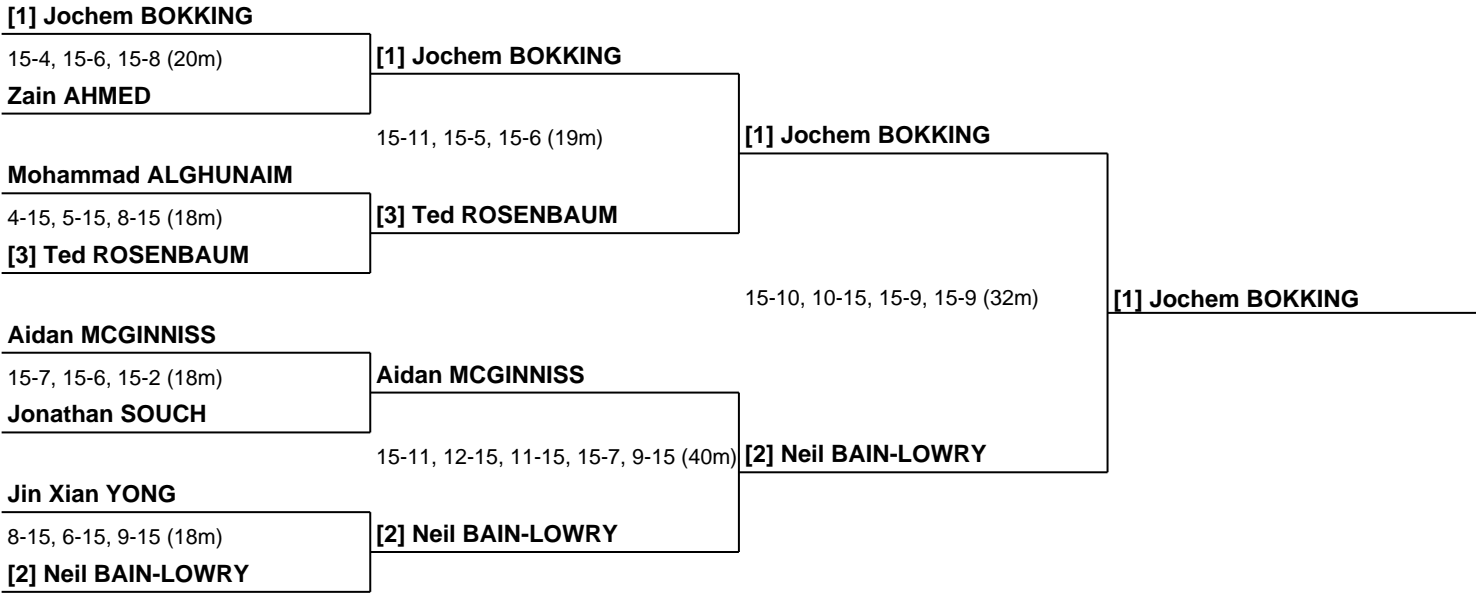 [1] Jochem BOKKING
15-4, 15-6, 15-8 (20m)
Zain AHMED
[1] Jochem BOKKING
15-11, 15-5, 15-6 (19m)
[1] Jochem BOKKING
Mohammad ALGHUNAIM
4-15, 5-15, 8-15 (18m)
[3] Ted ROSENBAUM
[3] Ted ROSENBAUM
15-10, 10-15, 15-9, 15-9 (32m)
[1] Jochem BOKKING
Aidan MCGINNISS
15-7, 15-6, 15-2 (18m)
Jonathan SOUCH
Aidan MCGINNISS
15-11, 12-15, 11-15, 15-7, 9-15 (40m)
[2] Neil BAIN-LOWRY
Jin Xian YONG
8-15, 6-15, 9-15 (18m)
[2] Neil BAIN-LOWRY
[2] Neil BAIN-LOWRY